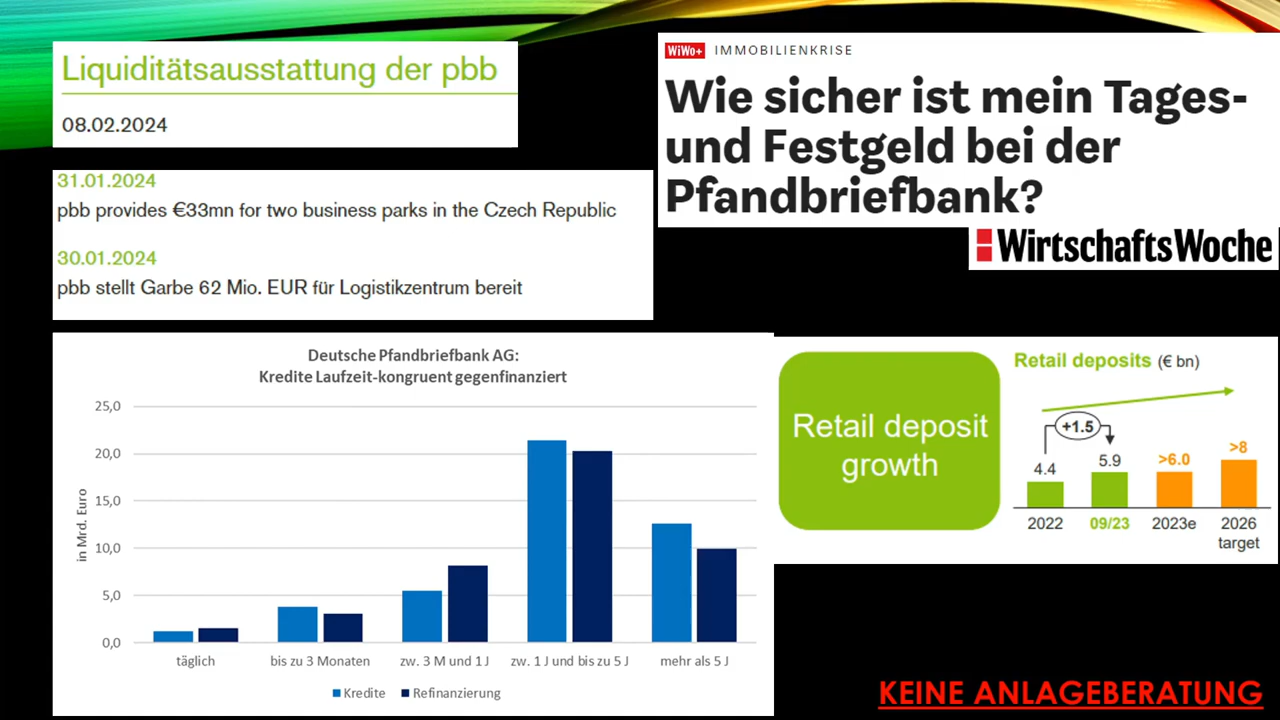 Liquiditätsausstattung der pbb
08.02.2024
31.01.2024
pbb provides €33mn for two business parks in the Czech Republic
30.01.2024
pbb stellt Garbe 62 Mio. EUR für Logistikzentrum bereit
WiWo+ IMMOBILIENKRISE
Wie sicher ist mein Tages-
und Festgeld bei der
Pfandbriefbank?
WirtschaftsWoche
Deutsche Pfandbriefbank AG:
Kredite Laufzeit-kongruent gegenfinanziert
in Mrd. Euro
25,0
20,0
15,0
10,0
5,0
0,0
täglich
bis zu 3 Monaten
zw. 3 M und 1 J
zw. 1 J und bis zu 5 J
mehr als 5 J
Kredite
Refinanzierung
Retail deposit
growth
Retail deposits (€ bn)
+1.5
4.4
5.9
>6.0
>8
2022
09/23
2023e
2026
target
KEINE ANLAGEBERATUNG